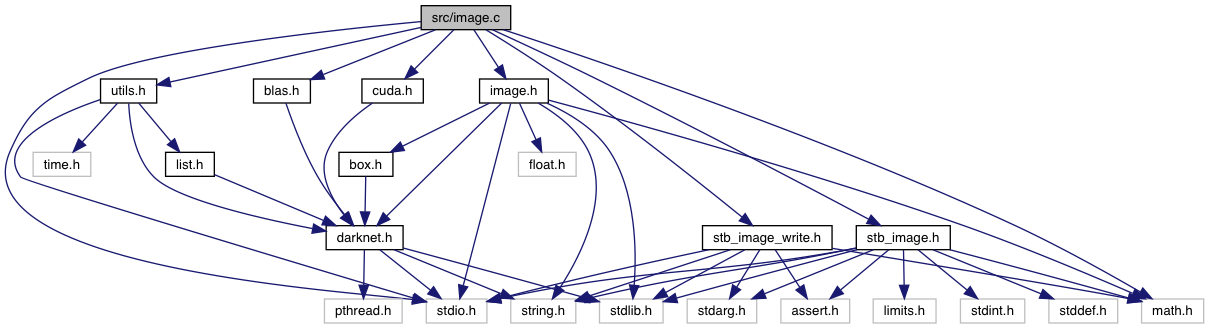 src/image.c
utils.h
blas.h
cuda.h
image.h
time.h
list.h
box.h
float.h
darknet.h
stb_image_write.h
stb_image.h
pthread.h
stdio.h
string.h
stdlib.h
stdarg.h
assert.h
limits.h
stdint.h
stddef.h
math.h